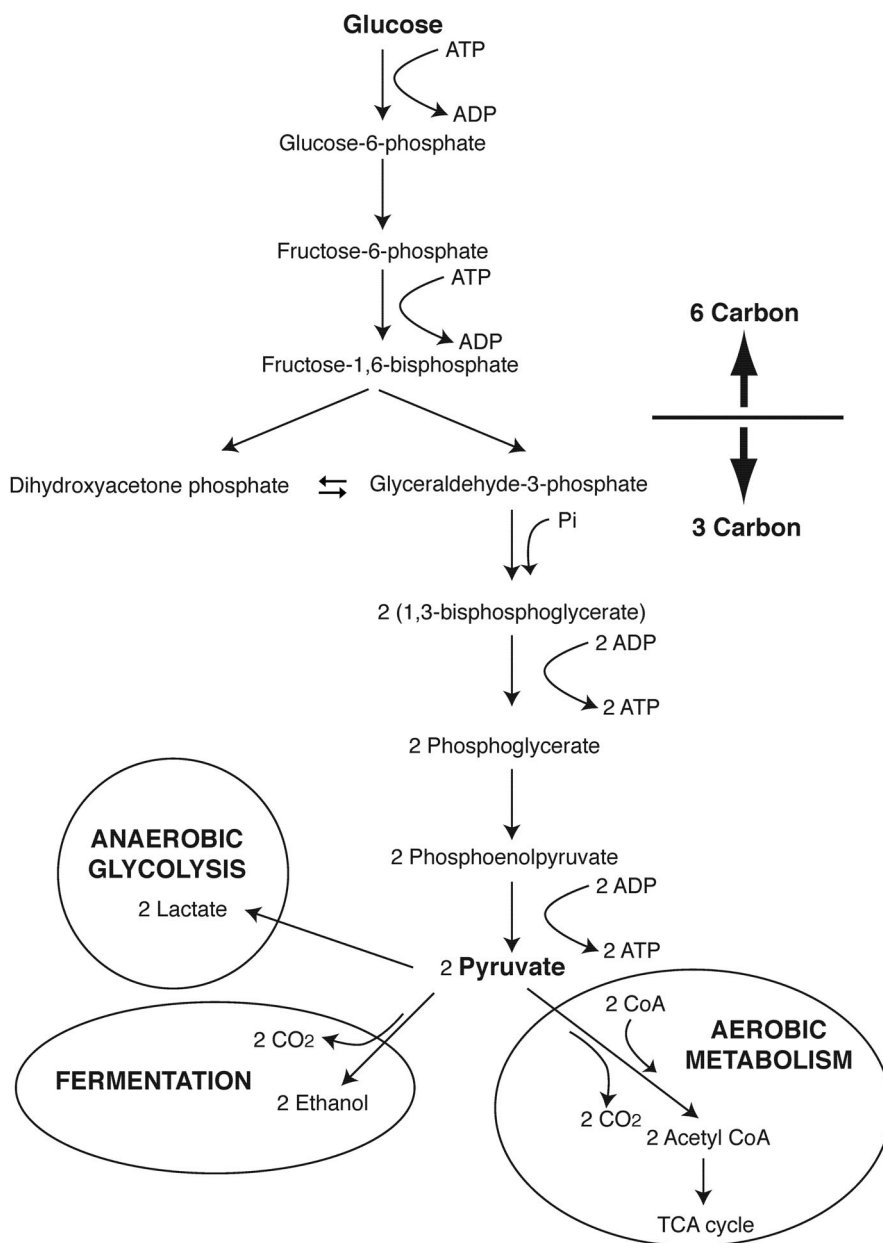 Glucose
ATP
ADP
Glucose-6-phosphate
Fructose-6-phosphate
ATP
ADP
Fructose-1,6-bisphosphate
6 Carbon
3 Carbon
Dihydroxyacetone phosphate
Glyceraldehyde-3-phosphate
Pi
2 (1,3-bisphosphoglycerate)
2 ADP
2 ATP
2 Phosphoglycerate
2 Phosphoenolpyruvate
2 ADP
2 ATP
2 Pyruvate
ANAEROBIC
GLYCOLYSIS
2 Lactate
2 CO2
FERMENTATION
2 Ethanol
2 CoA
AEROBIC
METABOLISM
2 CO2
2 Acetyl CoA
TCA cycle